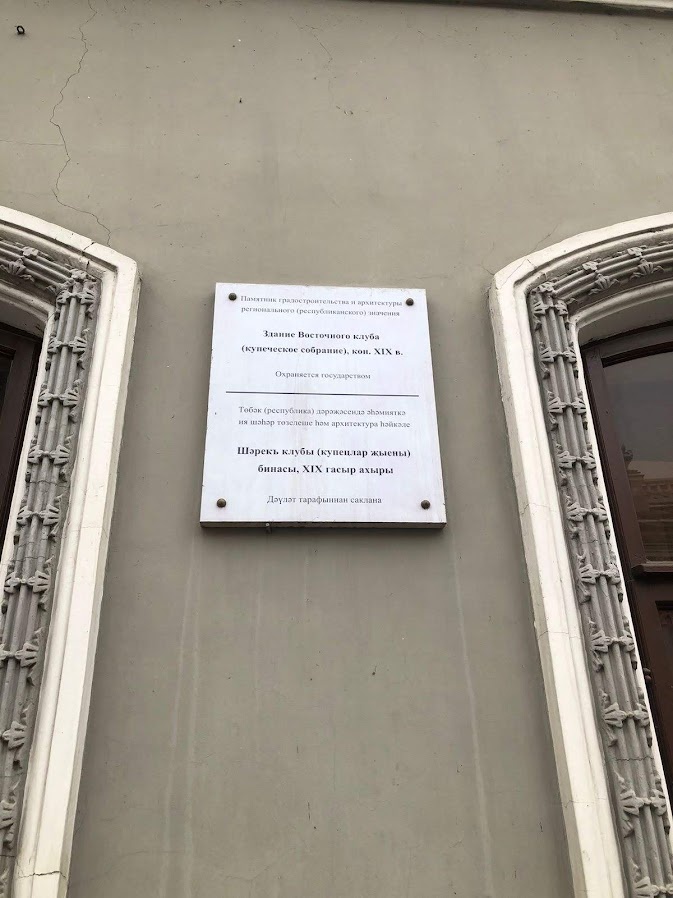 Памятник градостроительства и архитектуры
регионального (республиканского) значения
Здание Восточного клуба
(купеческое собрание), кон. XIX в.
Охраняется государством
Төбәк (республика) дәрәҗәсендә әһәмияткә
ия шәһәр төзелеше һәм архитектура һәйкәле
Шәрекъ клубы (купецлар җыены)
бинасы, XIX гасыр ахыры
Дәүләт тарафыннан саклана